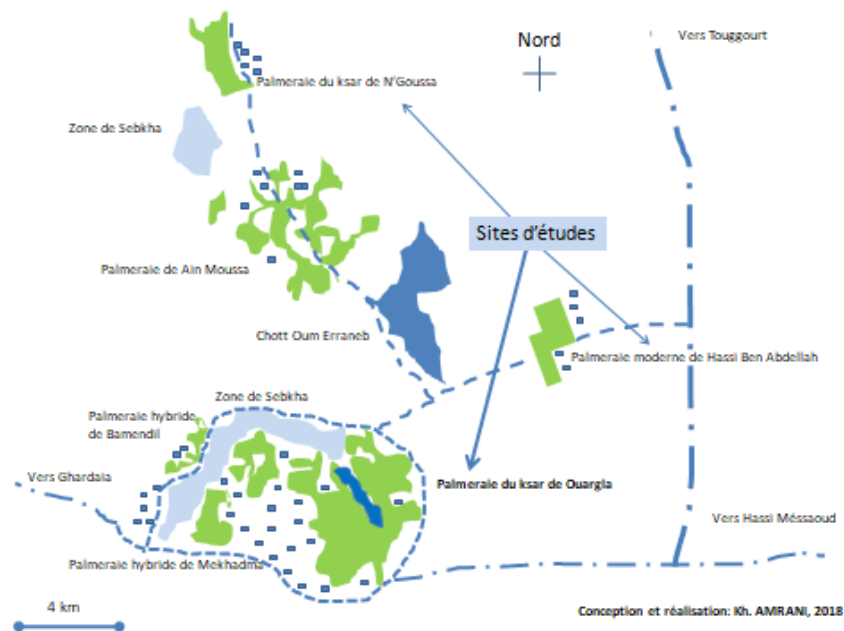 Nord
Vers Touggourt
Palmeraie du ksar de N'Goussa
Zone de Sebkha
Sites d'études
Palmeraie de Ain Moussa
Chott Oum Erraneb
Palmeraie moderne de Hassi Ben Abdellah
Zone de Sebkha
Palmeraie hybride
de Bamendil
Vers Ghardaia
Palmeraie du ksar de Ouargla
Vers Hassi Méssaoud
Palmeraie hybride de Mekhadma
4 km
Conception et réalisation: Kh. AMRANI, 2018